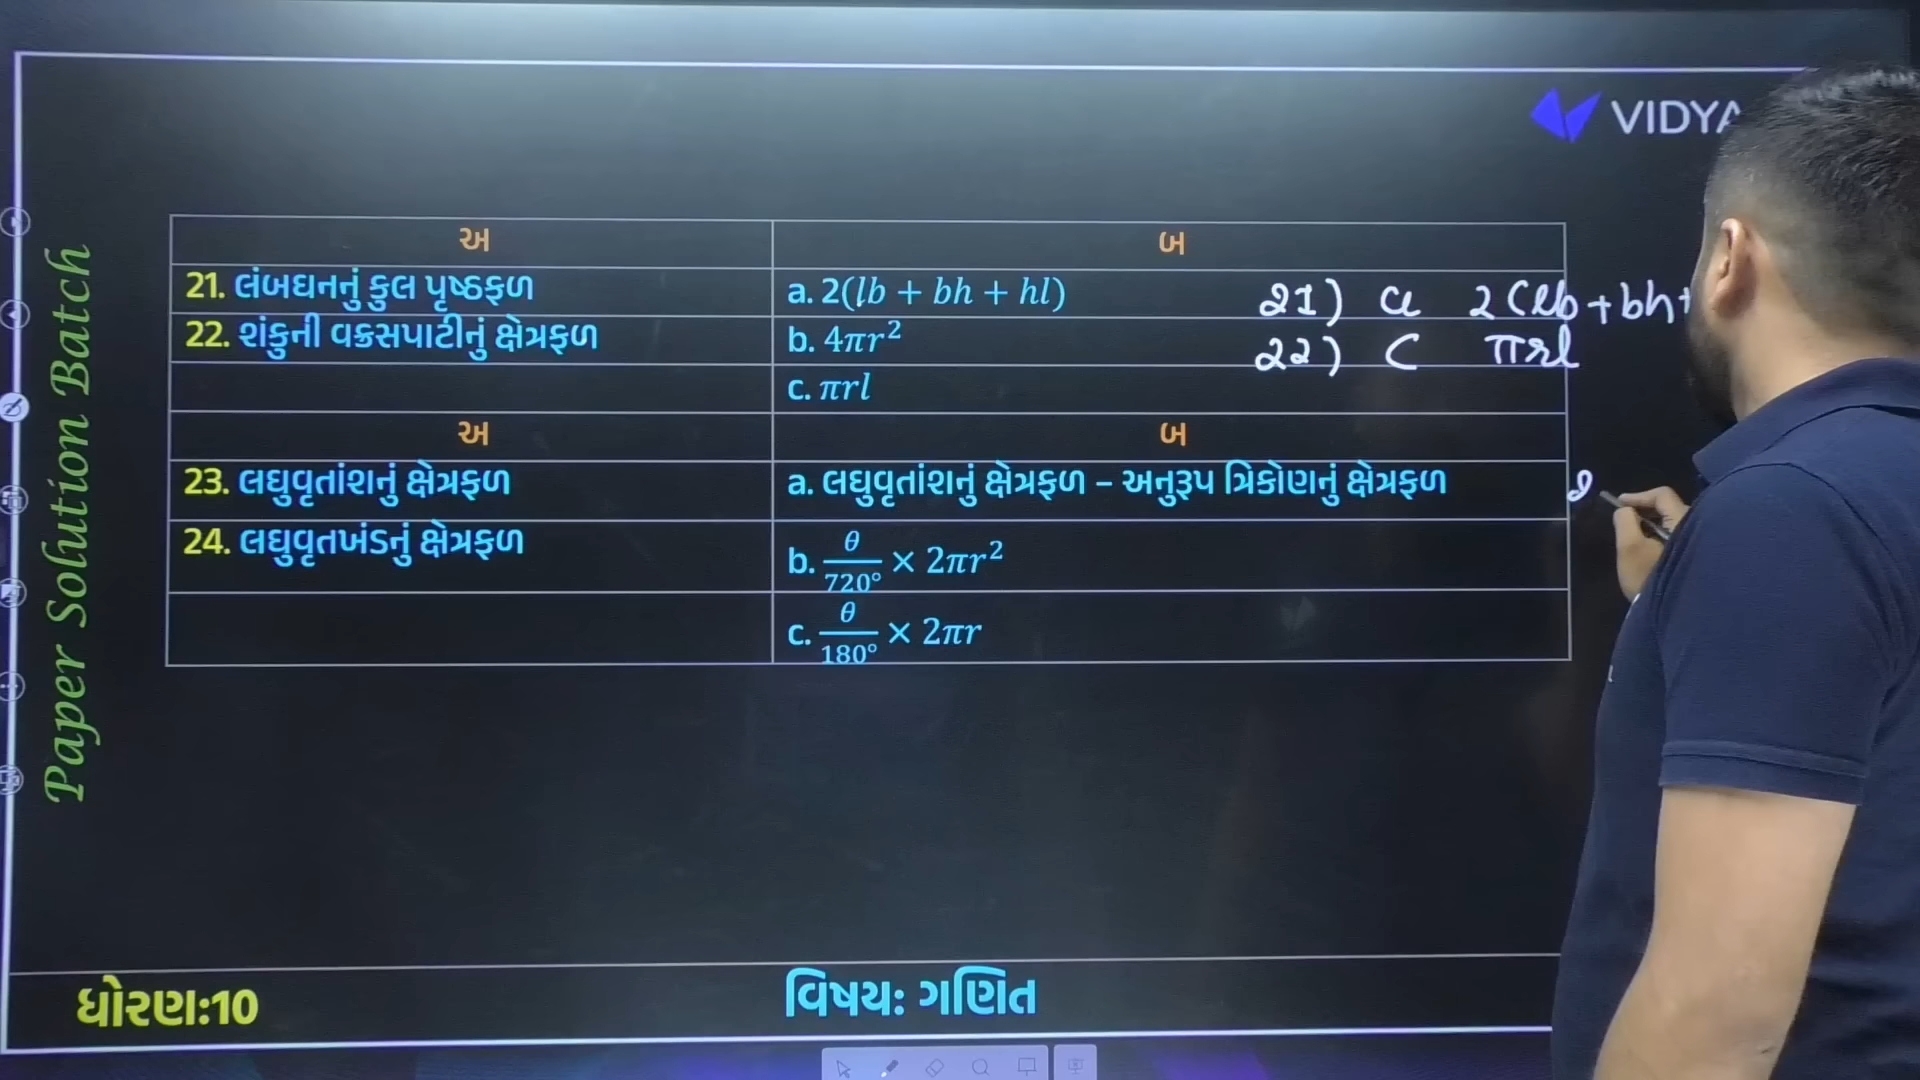 VIDYA
Paper Solution Batch
અ બ
21. લંબઘનનું કુલ પૃષ્ઠફળ a. 2(lb + bh + hl) 21) a 2(lb+bh+
22. શંકુની વક્રસપાટીનું ક્ષેત્રફળ b. 4πr² 22) C πrl
c. πrl
અ બ
23. લઘુવૃતાંશનું ક્ષેત્રફળ a. લઘુવૃતાંશનું ક્ષેત્રફળ – અનુરૂપ ત્રિકોણનું ક્ષેત્રફળ
24. લઘુવૃતખંડનું ક્ષેત્રફળ b. θ/720° × 2πr²
c. θ/180° × 2πr
ધોરણ:10 વિષય: ગણિત